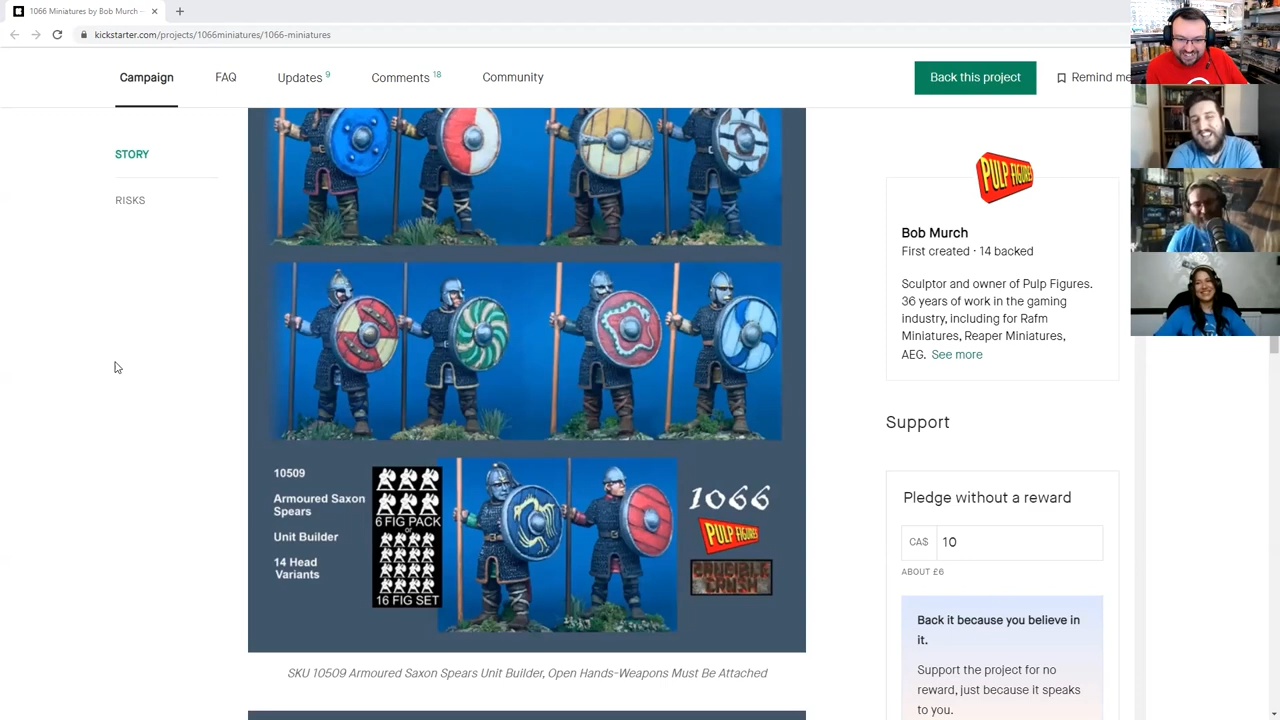 1066 Miniatures by Bob Murch —
kickstarter.com/projects/1066miniatures/1066-miniatures
Campaign
FAQ
Updates 9
Comments 18
Community
Back this project
Remind me
STORY
RISKS
10509
Armoured Saxon
Spears
Unit Builder
14 Head
Variants
6 FIG PACK
or
16 FIG SET
1066
PULP FIGURES
CRUCIBLE
CRUSH
SKU 10509 Armoured Saxon Spears Unit Builder, Open Hands-Weapons Must Be Attached
PULP FIGURES
Bob Murch
First created · 14 backed
Sculptor and owner of Pulp Figures.
36 years of work in the gaming
industry, including for Rafm
Miniatures, Reaper Miniatures,
AEG. See more
Support
Pledge without a reward
CA$ 10
ABOUT £6
Back it because you believe in
it.
Support the project for no
reward, just because it speaks
to you.